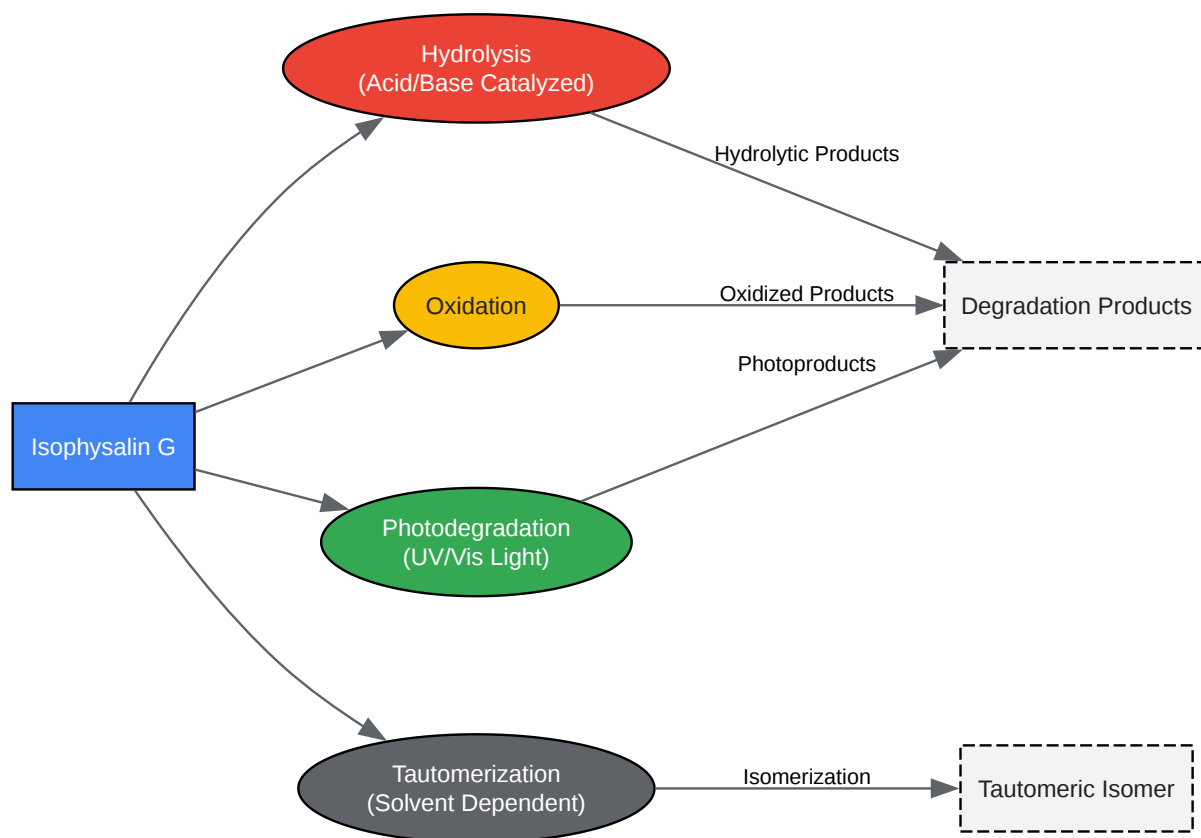 Hydrolysis
(Acid/Base Catalyzed)
Hydrolytic Products
Oxidation
Oxidized Products
Degradation Products
Photoproducts
Isophysalin G
Photodegradation
(UV/Vis Light)
Tautomerization
(Solvent Dependent)
Isomerization
Tautomeric Isomer